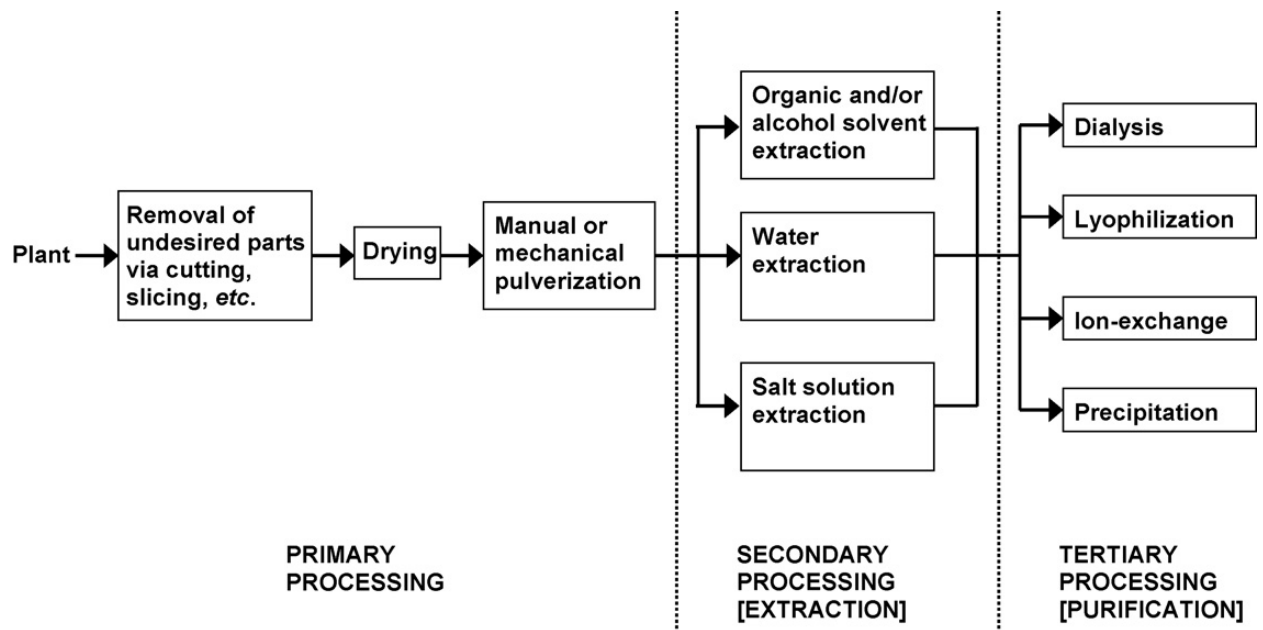 Plant
Removal of
undesired parts
via cutting,
slicing, etc.
Drying
Manual or
mechanical
pulverization
Organic and/or
alcohol solvent
extraction
Water
extraction
Salt solution
extraction
Dialysis
Lyophilization
Ion-exchange
Precipitation
PRIMARY
PROCESSING
SECONDARY
PROCESSING
[EXTRACTION]
TERTIARY
PROCESSING
[PURIFICATION]